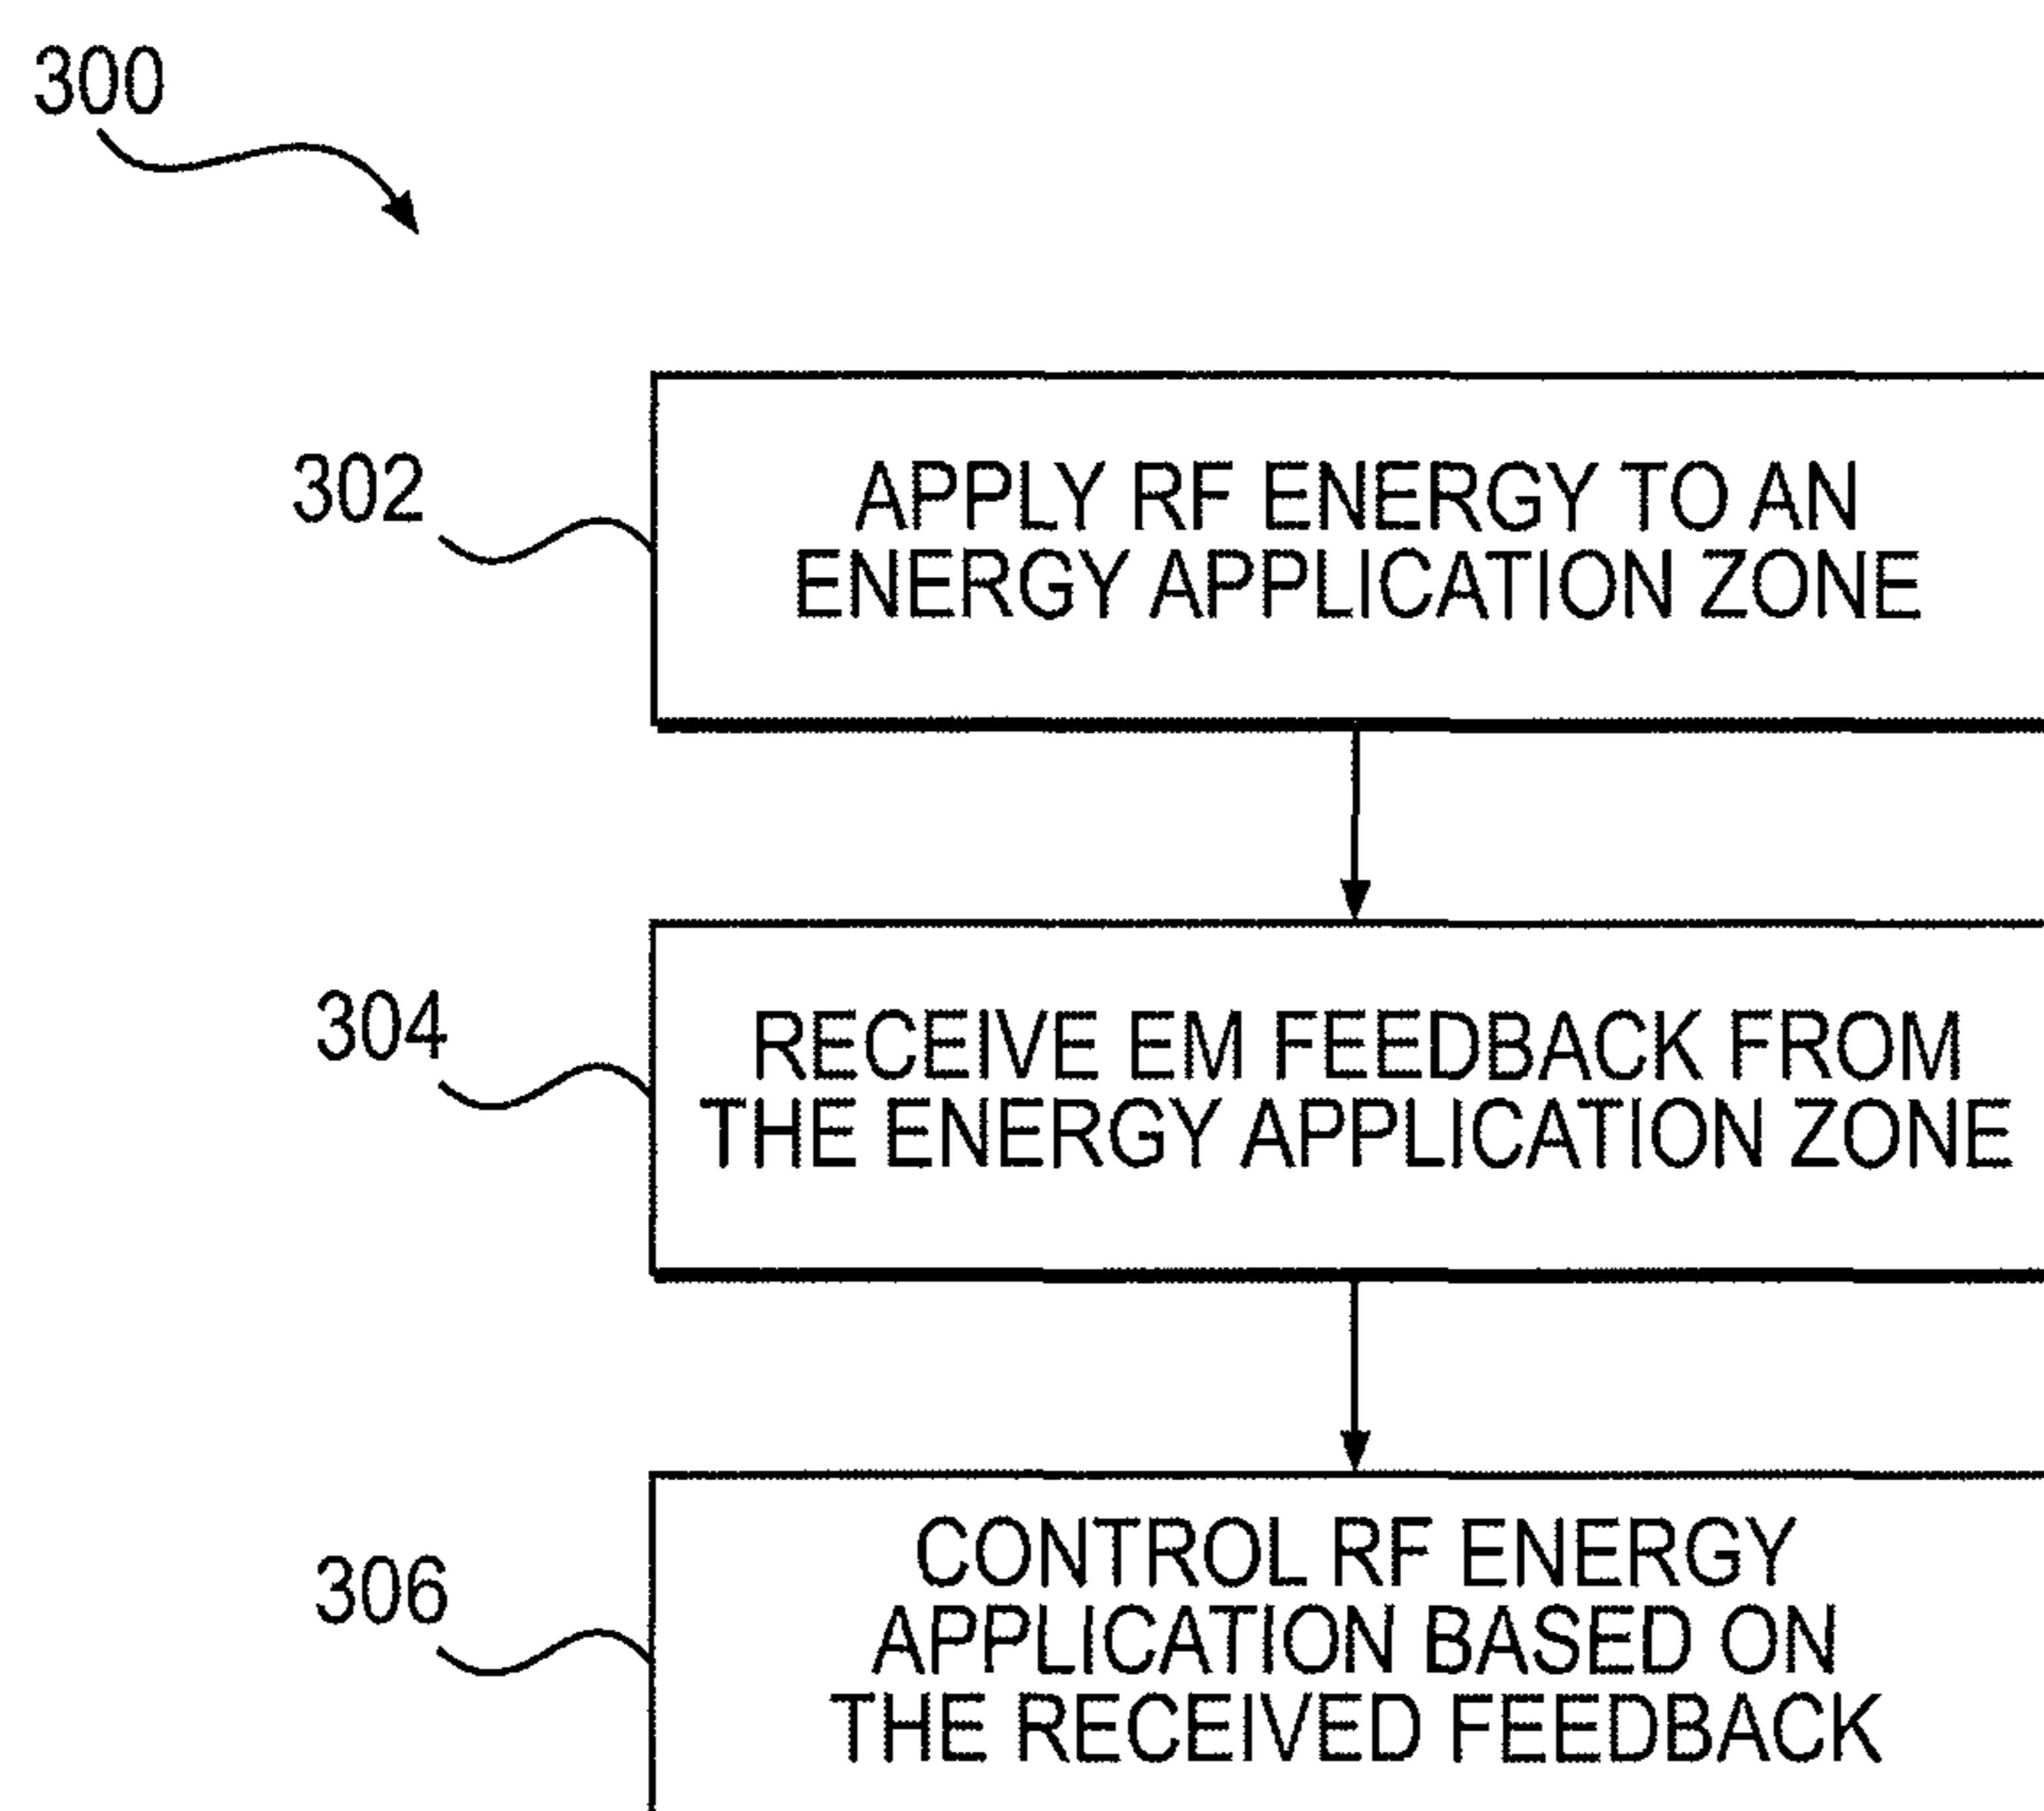 300
302
APPLY RF ENERGY TO AN
ENERGY APPLICATION ZONE
304
RECEIVE EM FEEDBACK FROM
THE ENERGY APPLICATION ZONE
306
CONTROL RF ENERGY
APPLICATION BASED ON
THE RECEIVED FEEDBACK